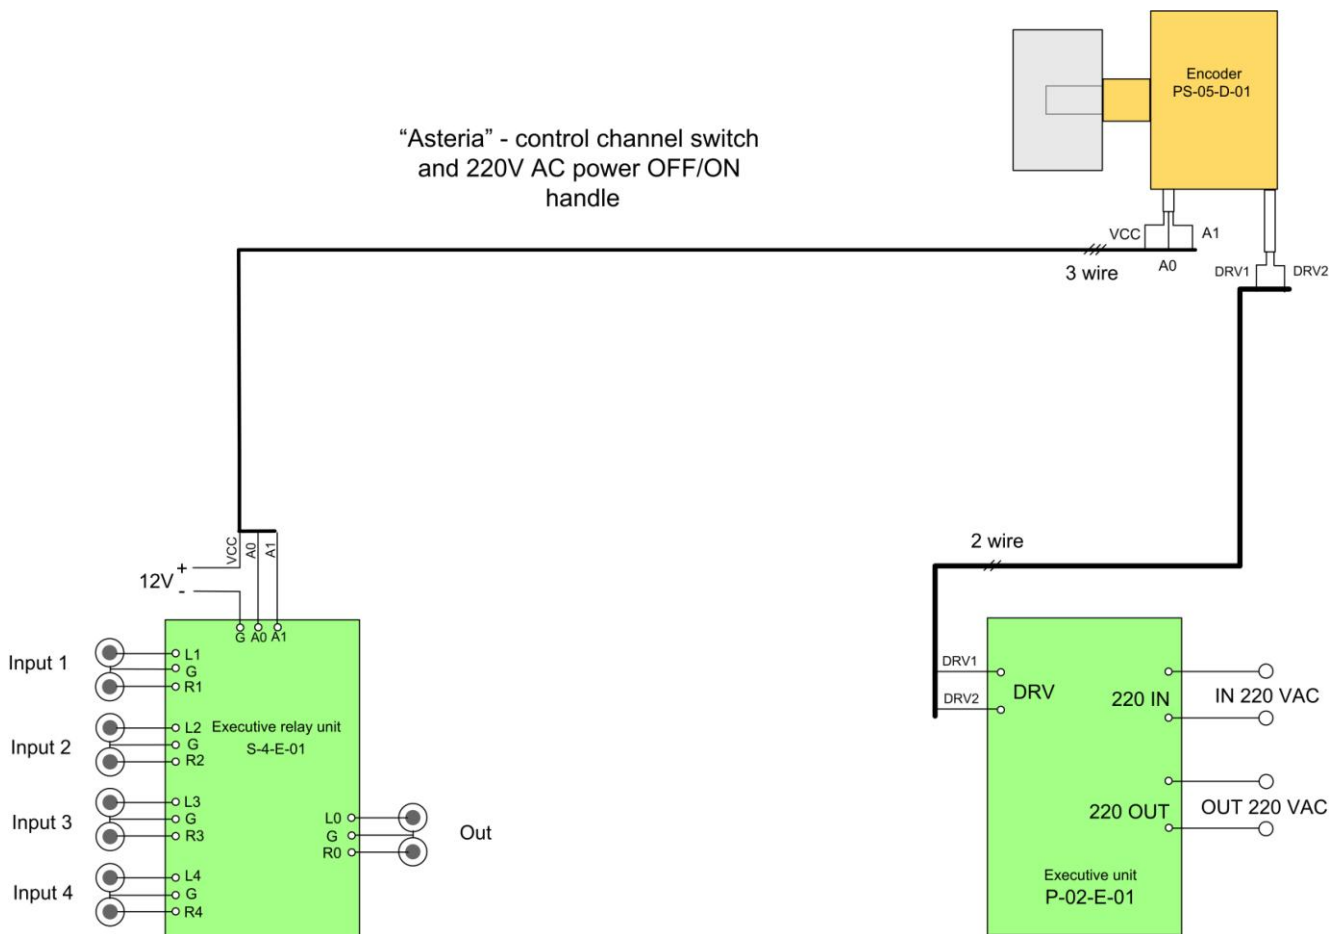 Encoder
PS-05-D-01
“Asteria” - control channel switch
and 220V AC power OFF/ON
handle
VCC
A1
A0
3 wire
DRV1
DRV2
2 wire
VCC
A0
A1
12V
+
-
G A0 A1
Input 1
L1
G
R1
Input 2
L2
G
R2
Executive relay unit
S-4-E-01
Input 3
L3
G
R3
L0
G
R0
Out
Input 4
L4
G
R4
DRV1
DRV2
DRV
220 IN
IN 220 VAC
220 OUT
OUT 220 VAC
Executive unit
P-02-E-01